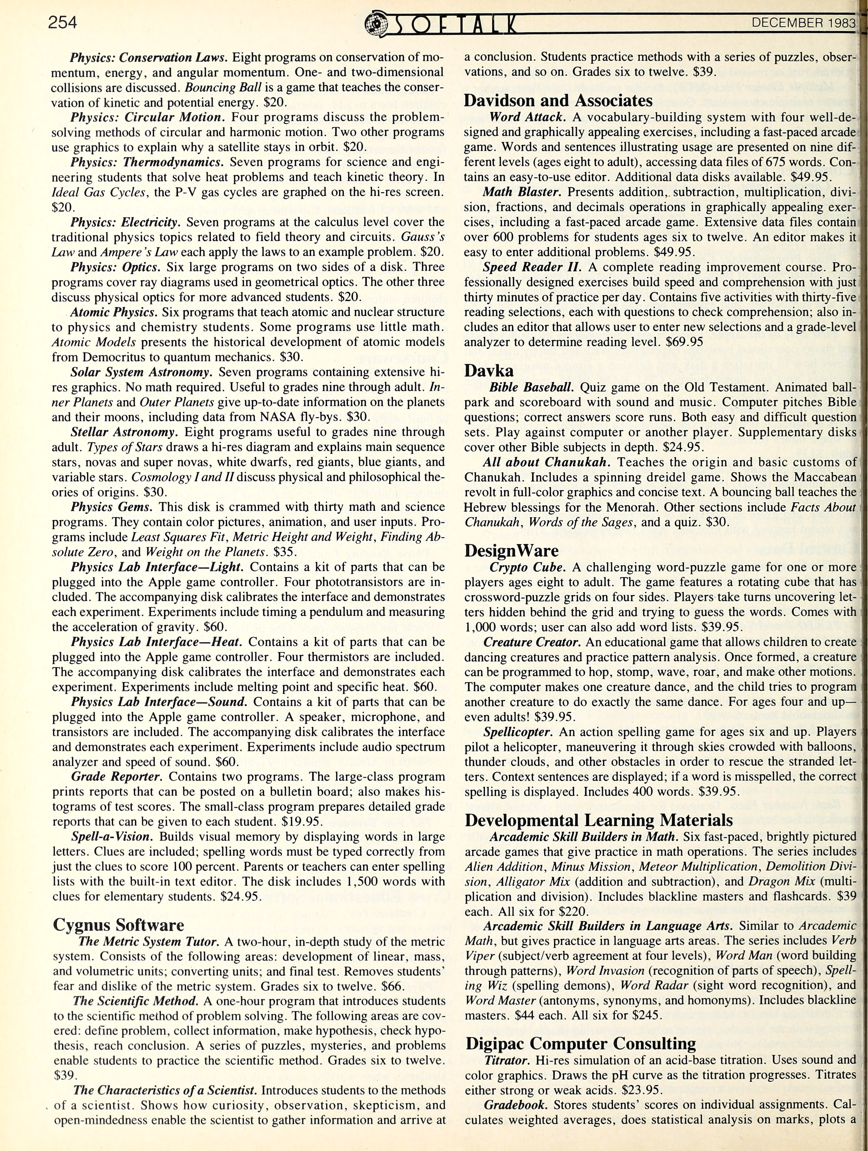 254
SOFTALK
DECEMBER 1983
Physics: Conservation Laws. Eight programs on conservation of mo-
mentum, energy, and angular momentum. One- and two-dimensional
collisions are discussed. Bouncing Ball is a game that teaches the conser-
vation of kinetic and potential energy. $20.
Physics: Circular Motion. Four programs discuss the problem-
solving methods of circular and harmonic motion. Two other programs
use graphics to explain why a satellite stays in orbit. $20.
Physics: Thermodynamics. Seven programs for science and engi-
neering students that solve heat problems and teach kinetic theory. In
Ideal Gas Cycles, the P-V gas cycles are graphed on the hi-res screen.
$20.
Physics: Electricity. Seven programs at the calculus level cover the
traditional physics topics related to field theory and circuits. Gauss's
Law and Ampere's Law each apply the laws to an example problem. $20.
Physics: Optics. Six large programs on two sides of a disk. Three
programs cover ray diagrams used in geometrical optics. The other three
discuss physical optics for more advanced students. $20.
Atomic Physics. Six programs that teach atomic and nuclear structure
to physics and chemistry students. Some programs use little math.
Atomic Models presents the historical development of atomic models
from Democritus to quantum mechanics. $30.
Solar System Astronomy. Seven programs containing extensive hi-
res graphics. No math required. Useful to grades nine through adult. In-
ner Planets and Outer Planets give up-to-date information on the planets
and their moons, including data from NASA fly-bys. $30.
Stellar Astronomy. Eight programs useful to grades nine through
adult. Types of Stars draws a hi-res diagram and explains main sequence
stars, novas and super novas, white dwarfs, red giants, blue giants, and
variable stars. Cosmology I and II discuss physical and philosophical the-
ories of origins. $30.
Physics Gems. This disk is crammed with thirty math and science
programs. They contain color pictures, animation, and user inputs. Pro-
grams include Least Squares Fit, Metric Height and Weight, Finding Ab-
solute Zero, and Weight on the Planets. $35.
Physics Lab Interface—Light. Contains a kit of parts that can be
plugged into the Apple game controller. Four phototransistors are in-
cluded. The accompanying disk calibrates the interface and demonstrates
each experiment. Experiments include timing a pendulum and measuring
the acceleration of gravity. $60.
Physics Lab Interface—Heat. Contains a kit of parts that can be
plugged into the Apple game controller. Four thermistors are included.
The accompanying disk calibrates the interface and demonstrates each
experiment. Experiments include melting point and specific heat. $60.
Physics Lab Interface—Sound. Contains a kit of parts that can be
plugged into the Apple game controller. A speaker, microphone, and
transistors are included. The accompanying disk calibrates the interface
and demonstrates each experiment. Experiments include audio spectrum
analyzer and speed of sound. $60.
Grade Reporter. Contains two programs. The large-class program
prints reports that can be posted on a bulletin board; also makes his-
tograms of test scores. The small-class program prepares detailed grade
reports that can be given to each student. $19.95.
Spell-a-Vision. Builds visual memory by displaying words in large
letters. Clues are included; spelling words must be typed correctly from
just the clues to score 100 percent. Parents or teachers can enter spelling
lists with the built-in text editor. The disk includes 1,500 words with
clues for elementary students. $24.95.
Cygnus Software
The Metric System Tutor. A two-hour, in-depth study of the metric
system. Consists of the following areas: development of linear, mass,
and volumetric units; converting units; and final test. Removes students'
fear and dislike of the metric system. Grades six to twelve. $66.
The Scientific Method. A one-hour program that introduces students
to the scientific method of problem solving. The following areas are cov-
ered: define problem, collect information, make hypothesis, check hypo-
thesis, reach conclusion. A series of puzzles, mysteries, and problems
enable students to practice the scientific method. Grades six to twelve.
$39.
The Characteristics of a Scientist. Introduces students to the methods
of a scientist. Shows how curiosity, observation, skepticism, and
open-mindedness enable the scientist to gather information and arrive at
a conclusion. Students practice methods with a series of puzzles, obser-
vations, and so on. Grades six to twelve. $39.
Davidson and Associates
Word Attack. A vocabulary-building system with four well-de-
signed and graphically appealing exercises, including a fast-paced arcade
game. Words and sentences illustrating usage are presented on nine dif-
ferent levels (ages eight to adult), accessing data files of 675 words. Con-
tains an easy-to-use editor. Additional data disks available. $49.95.
Math Blaster. Presents addition, subtraction, multiplication, divi-
sion, fractions, and decimals operations in graphically appealing exer-
cises, including a fast-paced arcade game. Extensive data files contain
over 600 problems for students ages six to twelve. An editor makes it
easy to enter additional problems. $49.95.
Speed Reader II. A complete reading improvement course. Pro-
fessionally designed exercises build speed and comprehension with just
thirty minutes of practice per day. Contains five activities with thirty-five
reading selections, each with questions to check comprehension; also in-
cludes an editor that allows user to enter new selections and a grade-level
analyzer to determine reading level. $69.95
Davka
Bible Baseball. Quiz game on the Old Testament. Animated ball-
park and scoreboard with sound and music. Computer pitches Bible
questions; correct answers score runs. Both easy and difficult question
sets. Play against computer or another player. Supplementary disks
cover other Bible subjects in depth. $24.95.
All about Chanukah. Teaches the origin and basic customs of
Chanukah. Includes a spinning dreidel game. Shows the Maccabean
revolt in full-color graphics and concise text. A bouncing ball teaches the
Hebrew blessings for the Menorah. Other sections include Facts About
Chanukah, Words of the Sages, and a quiz. $30.
DesignWare
Crypto Cube. A challenging word-puzzle game for one or more
players ages eight to adult. The game features a rotating cube that has
crossword-puzzle grids on four sides. Players take turns uncovering let-
ters hidden behind the grid and trying to guess the words. Comes with
1,000 words; user can also add word lists. $39.95.
Creature Creator. An educational game that allows children to create
dancing creatures and practice pattern analysis. Once formed, a creature
can be programmed to hop, stomp, wave, roar, and make other motions.
The computer makes one creature dance, and the child tries to program
another creature to do exactly the same dance. For ages four and up—
even adults! $39.95.
Spellicopter. An action spelling game for ages six and up. Players
pilot a helicopter, maneuvering it through skies crowded with balloons,
thunder clouds, and other obstacles in order to rescue the stranded let-
ters. Context sentences are displayed; if a word is misspelled, the correct
spelling is displayed. Includes 400 words. $39.95.
Developmental Learning Materials
Arcademic Skill Builders in Math. Six fast-paced, brightly pictured
arcade games that give practice in math operations. The series includes
Alien Addition, Minus Mission, Meteor Multiplication, Demolition Divi-
sion, Alligator Mix (addition and subtraction), and Dragon Mix (multi-
plication and division). Includes blackline masters and flashcards. $39
each. All six for $220.
Arcademic Skill Builders in Language Arts. Similar to Arcademic
Math, but gives practice in language arts areas. The series includes Verb
Viper (subject/verb agreement at four levels), Word Man (word building
through patterns), Word Invasion (recognition of parts of speech), Spell-
ing Wiz (spelling demons), Word Radar (sight word recognition), and
Word Master (antonyms, synonyms, and homonyms). Includes blackline
masters. $44 each. All six for $245.
Digipac Computer Consulting
Titrator. Hi-res simulation of an acid-base titration. Uses sound and
color graphics. Draws the pH curve as the titration progresses. Titrates
either strong or weak acids. $23.95.
Gradebook. Stores students' scores on individual assignments. Cal-
culates weighted averages, does statistical analysis on marks, plots a